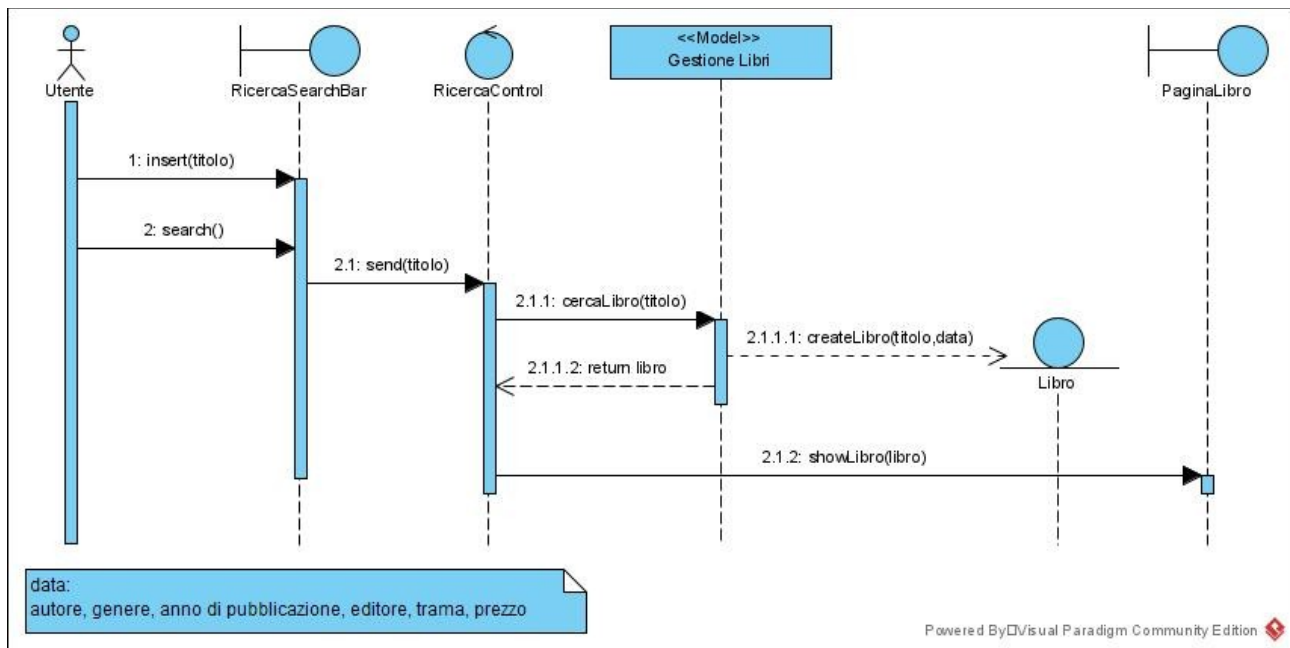 <<Model>>
Gestione Libri
Utente
RicercaSearchBar
RicercaControl
PaginaLibro
1: insert(titolo)
2: search()
2.1: send(titolo)
2.1.1: cercaLibro(titolo)
2.1.1.1: createLibro(titolo,data)
2.1.1.2: return libro
Libro
2.1.2: showLibro(libro)
data:
autore, genere, anno di pubblicazione, editore, trama, prezzo
Powered By□Visual Paradigm Community Edition